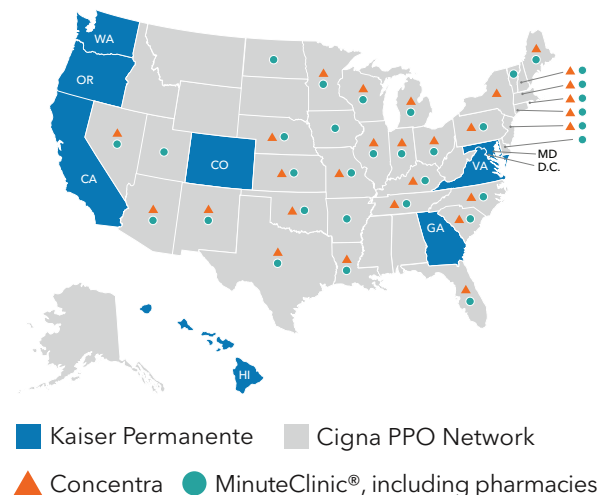 WA
OR
CA
CO
MD
VA
D.C.
GA
HI
Kaiser Permanente
Cigna PPO Network
Concentra
MinuteClinic®, including pharmacies